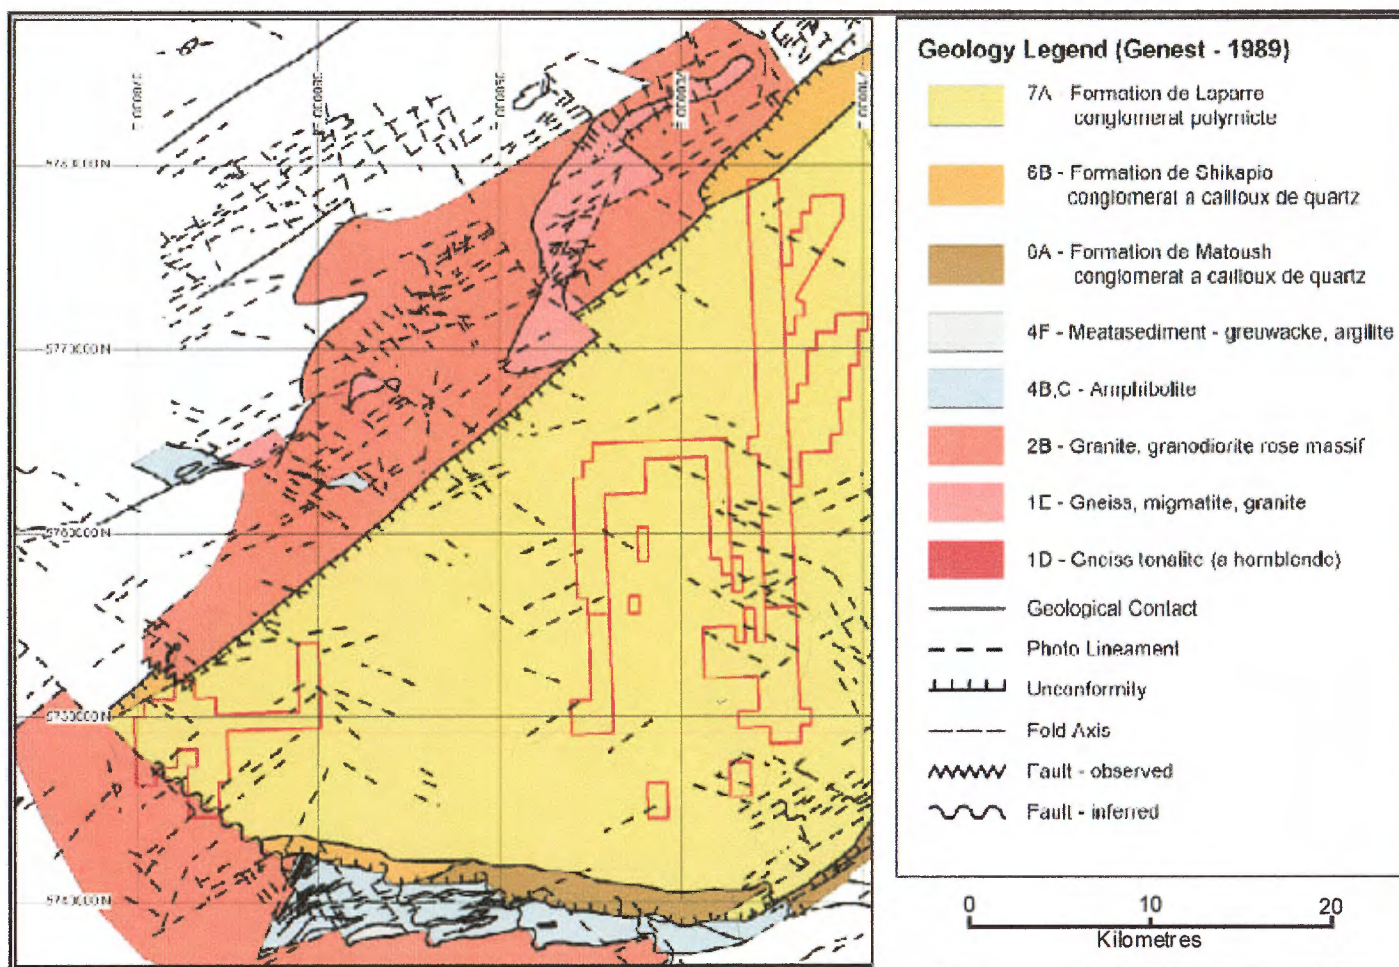 Geology Legend (Genest - 1989)
7A - Formation de Laparre
conglomerat polymicte
6B - Formation de Shikapio
conglomerat a cailloux de quartz
0A - Formation de Matoush
conglomerat a cailloux de quartz
4F - Meatasediment - greuwacke, argilite
4B,C - Amphibolite
2B - Granite, granodiorite rose massif
1E - Gneiss, migmatite, granite
1D - Gneiss tonalite (a hornblende)
Geological Contact
Photo Lineament
Unconformity
Fold Axis
Fault - observed
Fault - inferred
0 10 20
Kilometres
5770000 N
5760000 N